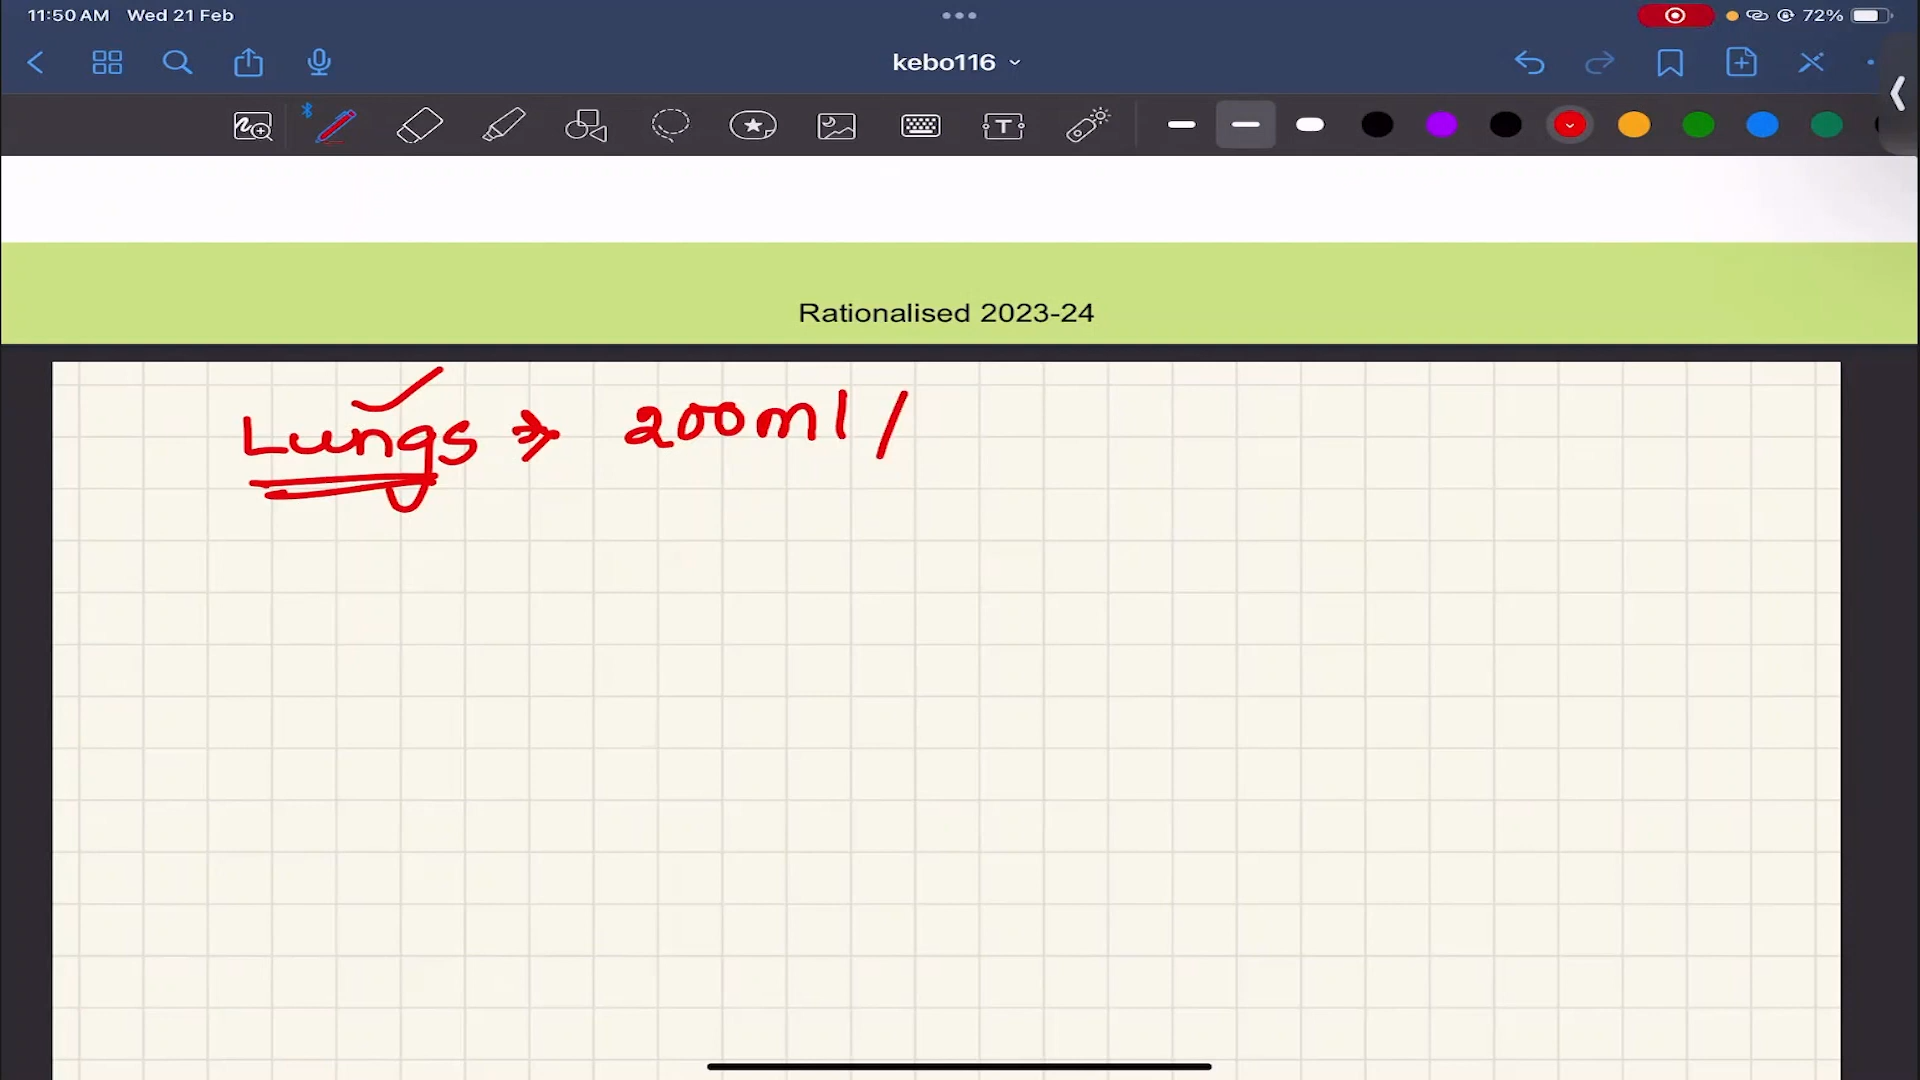 11:50 AM Wed 21 Feb
72%
kebo116
T
Rationalised 2023-24
Lungs ⇒ 200ml /